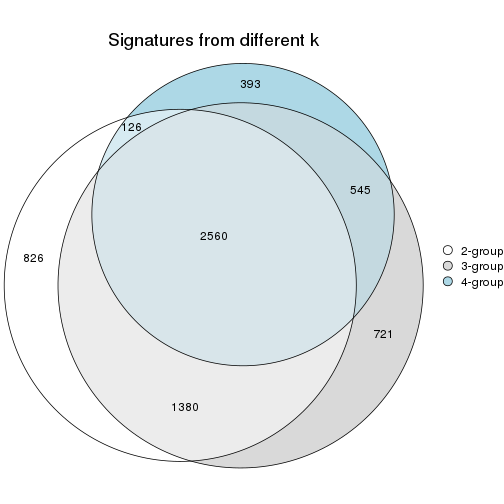 Signatures from different k
393
126
545
2560
826
721
1380
2-group
3-group
4-group